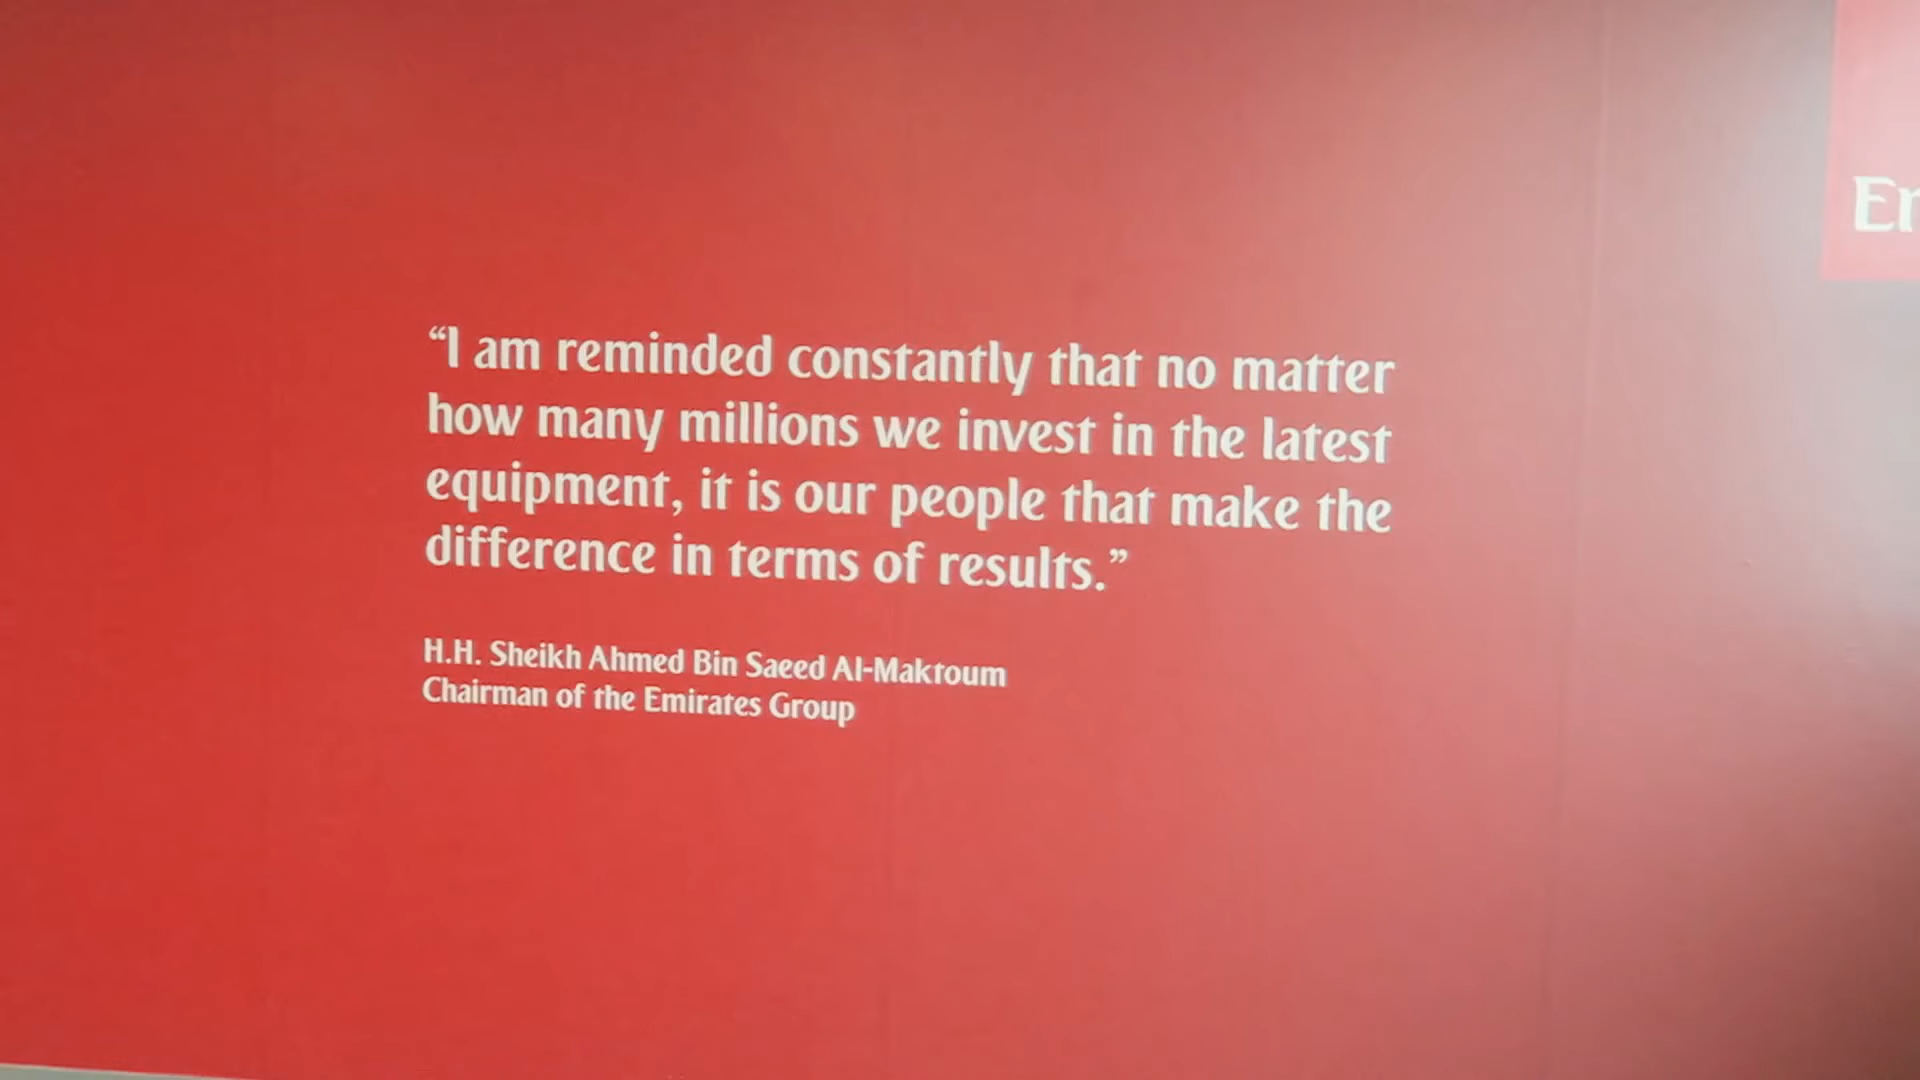 “I am reminded constantly that no matter
how many millions we invest in the latest
equipment, it is our people that make the
difference in terms of results.”
H.H. Sheikh Ahmed Bin Saeed Al-Maktoum
Chairman of the Emirates Group